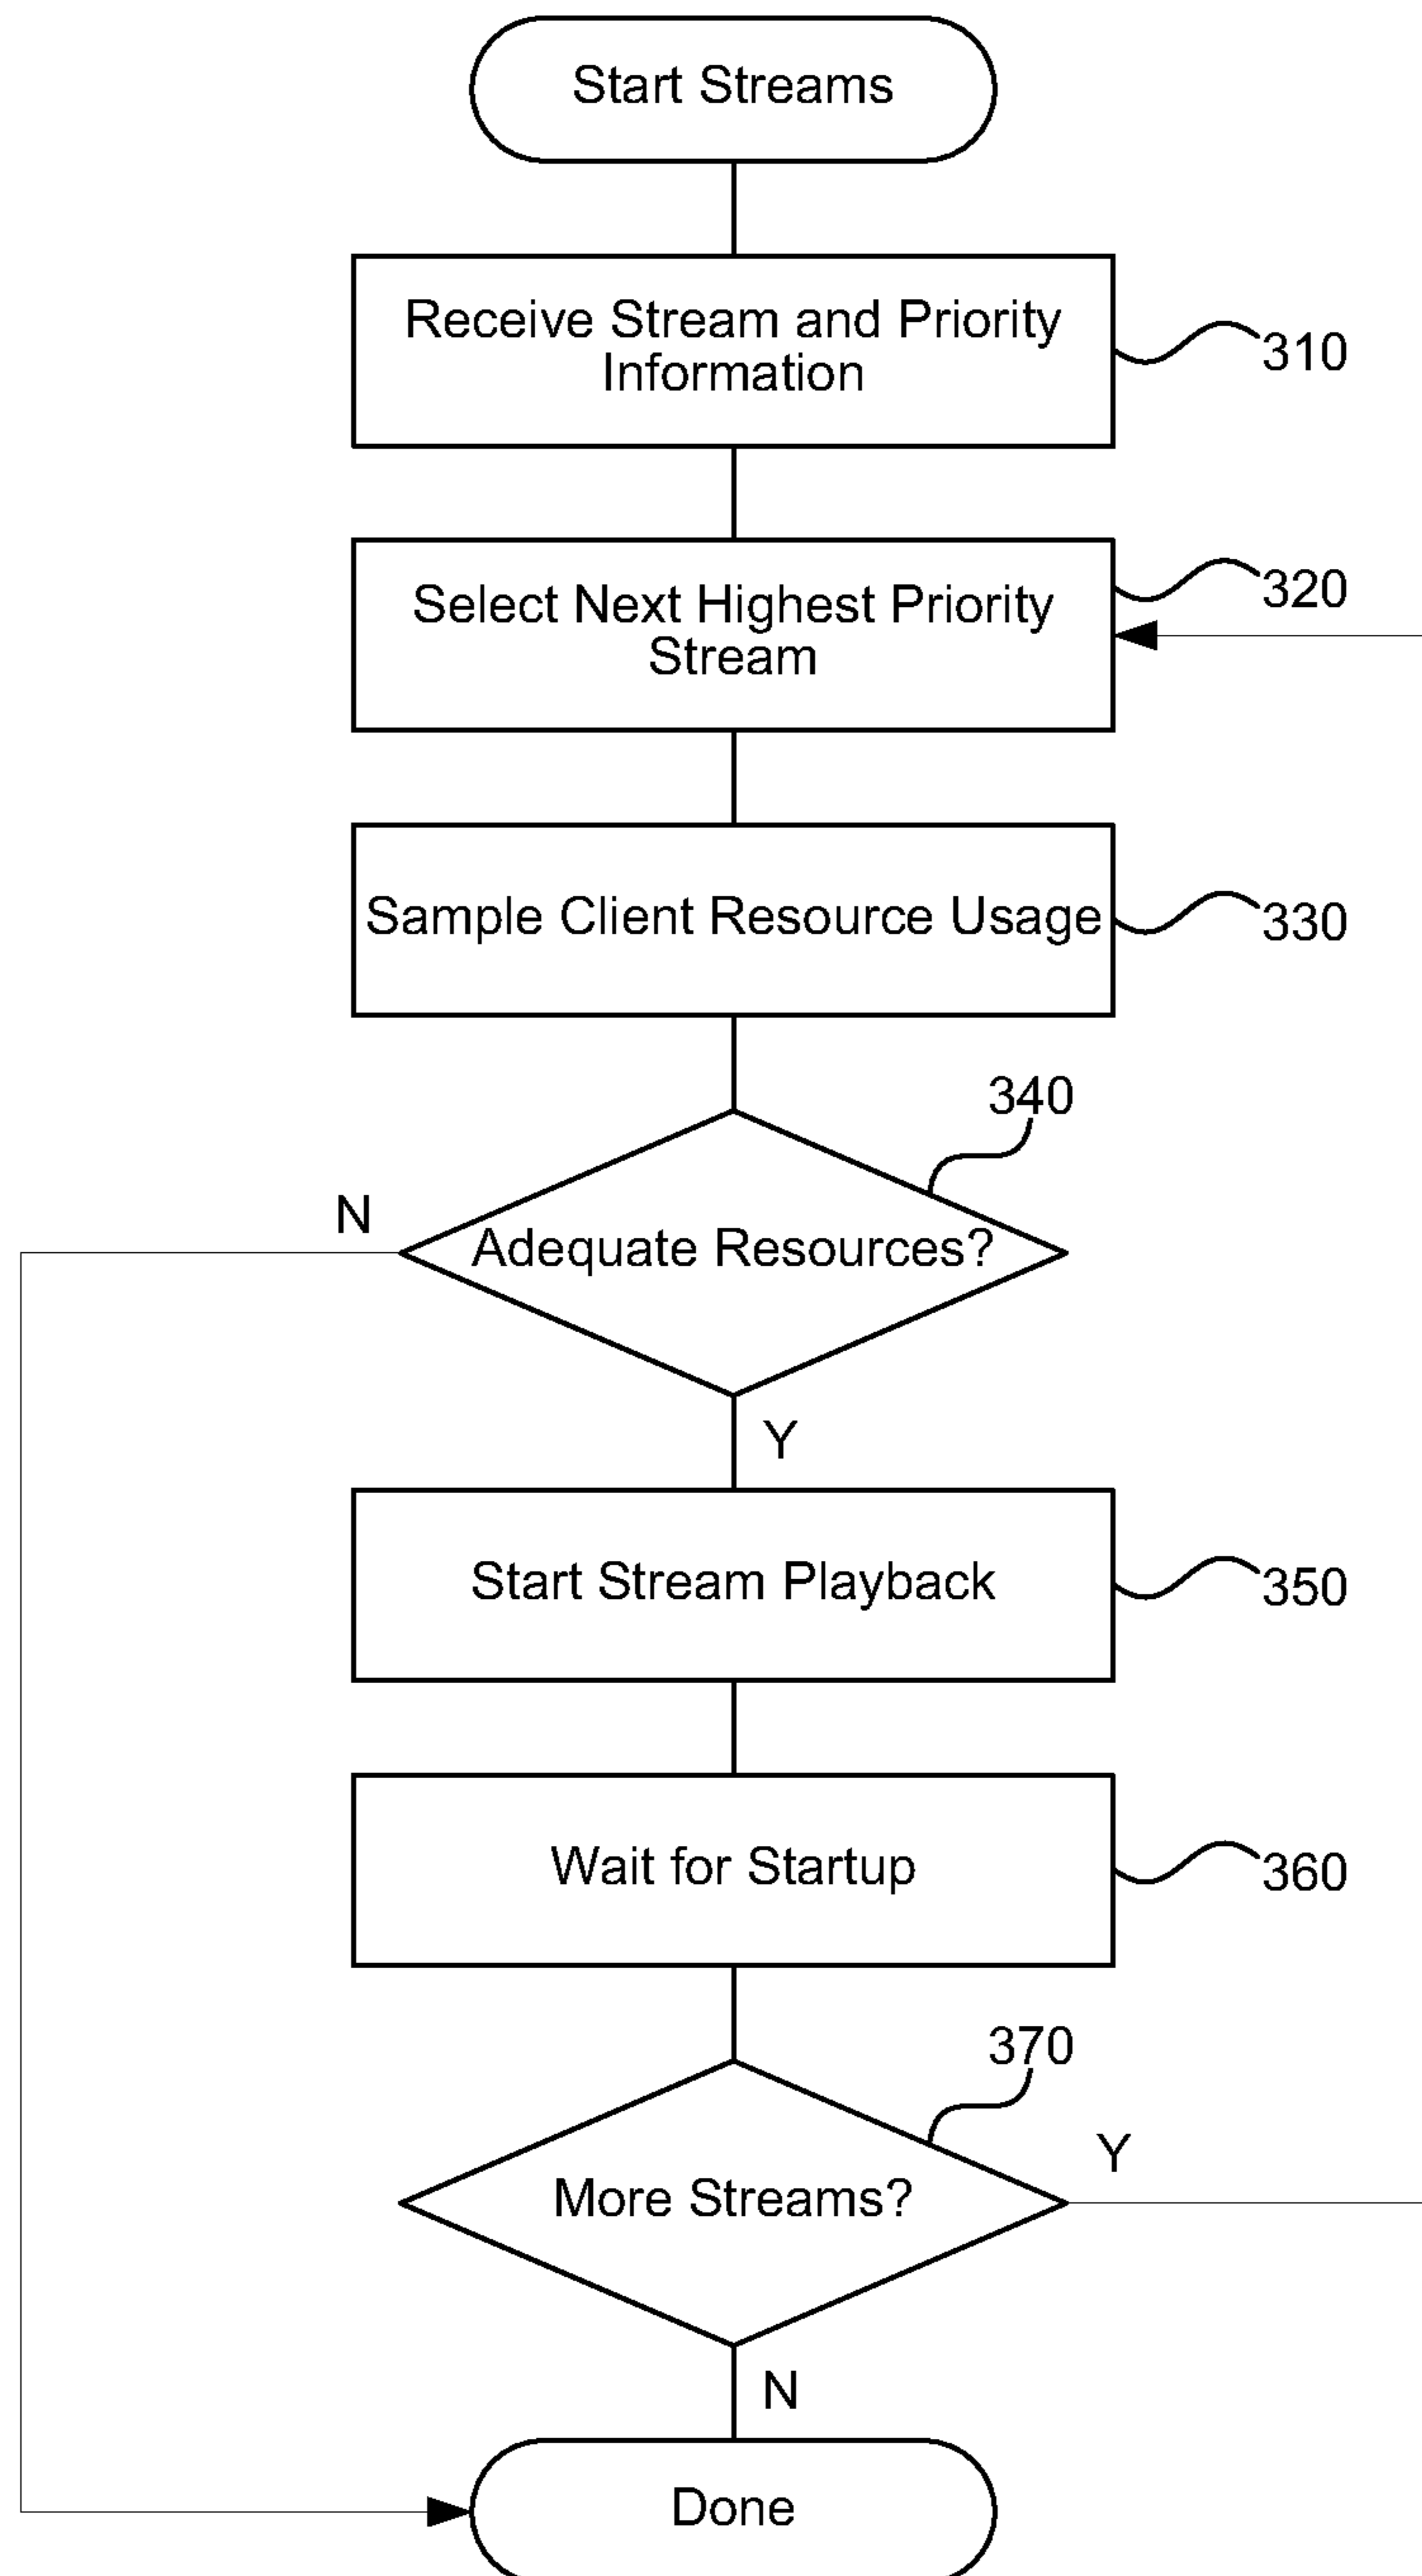 Start Streams
Receive Stream and Priority
Information
310
Select Next Highest Priority
Stream
320
Sample Client Resource Usage
330
340
N
Adequate Resources?
Y
Start Stream Playback
350
Wait for Startup
360
370
Y
More Streams?
N
Done